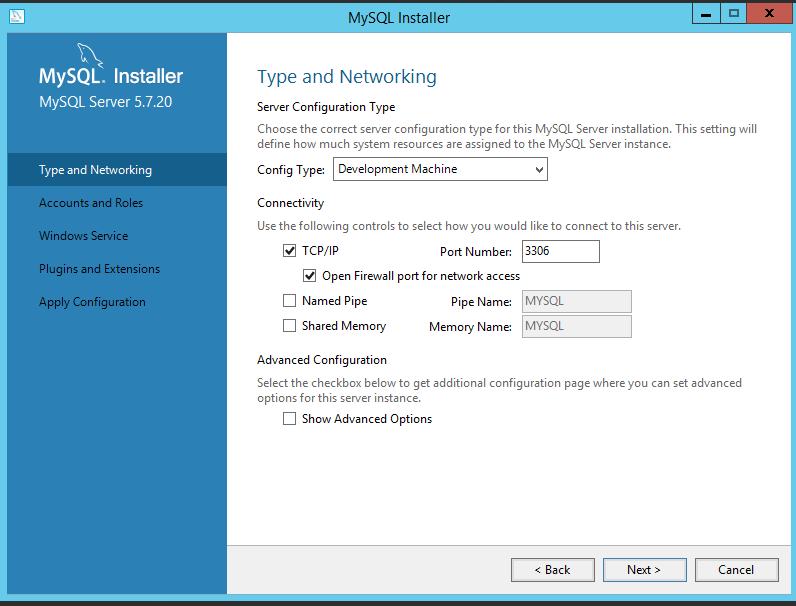 MySQL Installer
MySQL. Installer
MySQL Server 5.7.20
Type and Networking
Accounts and Roles
Windows Service
Plugins and Extensions
Apply Configuration
Type and Networking
Server Configuration Type
Choose the correct server configuration type for this MySQL Server installation. This setting will
define how much system resources are assigned to the MySQL Server instance.
Config Type: Development Machine
Connectivity
Use the following controls to select how you would like to connect to this server.
TCP/IP Port Number: 3306
Open Firewall port for network access
Named Pipe Pipe Name: MYSQL
Shared Memory Memory Name: MYSQL
Advanced Configuration
Select the checkbox below to get additional configuration page where you can set advanced
options for this server instance.
Show Advanced Options
< Back Next > Cancel